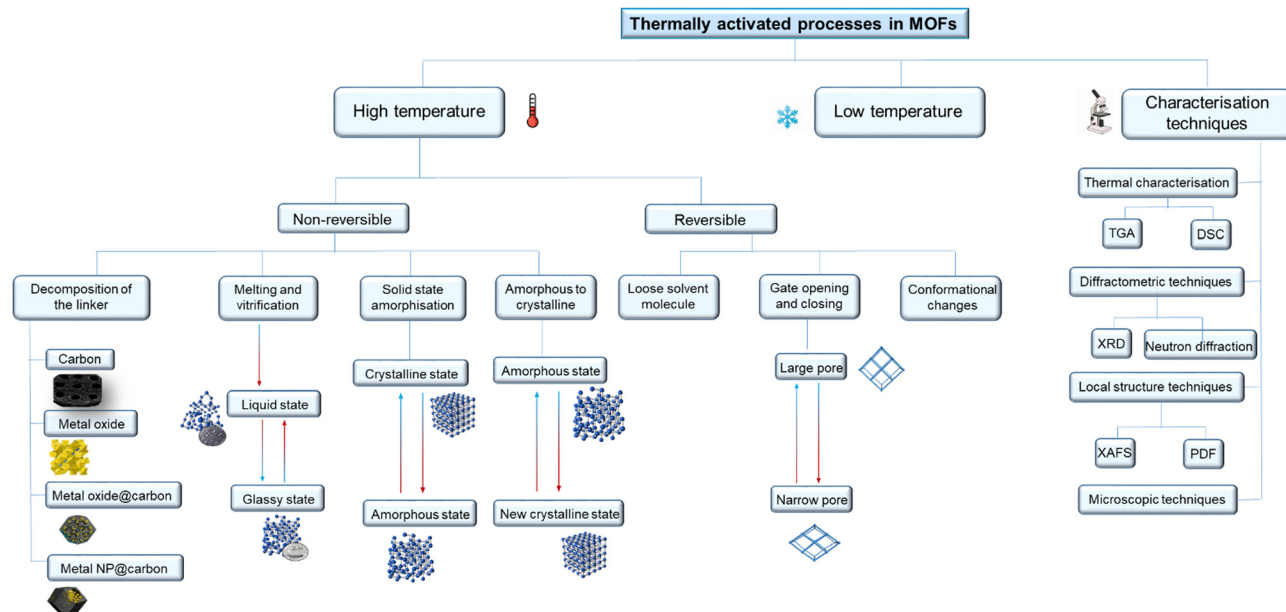 Thermally activated processes in MOFs
High temperature
Low temperature
Characterisation
techniques
Non-reversible
Reversible
Decomposition of
the linker
Melting and
vitrification
Solid state
amorphisation
Amorphous to
crystalline
Loose solvent
molecule
Gate opening
and closing
Conformational
changes
Carbon
Metal oxide
Metal oxide@carbon
Metal NP@carbon
Liquid state
Glassy state
Crystalline state
Amorphous state
Amorphous state
New crystalline state
Large pore
Narrow pore
Thermal characterisation
TGA
DSC
Diffractometric techniques
XRD
Neutron diffraction
Local structure techniques
XAFS
PDF
Microscopic techniques